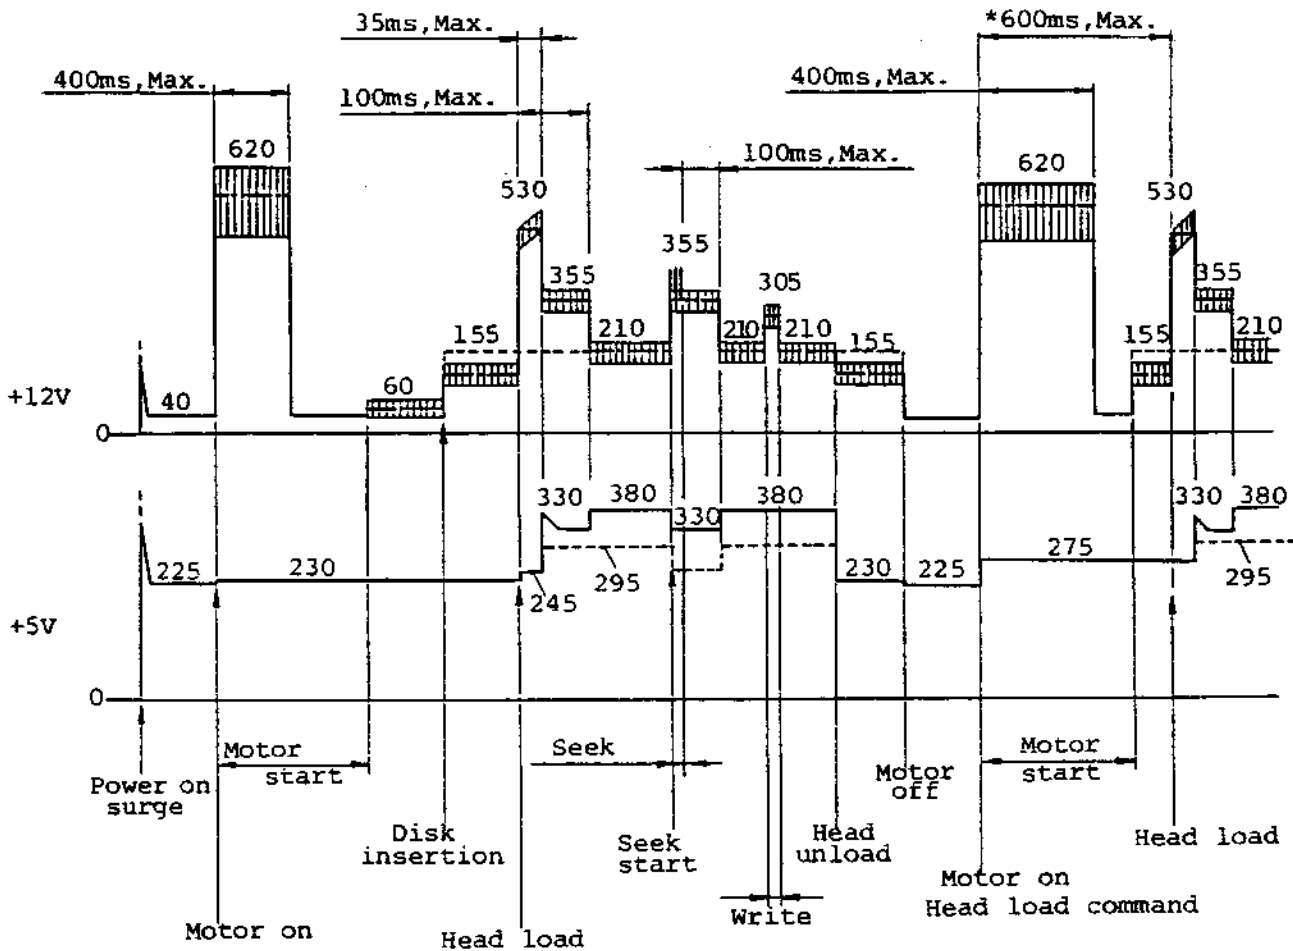 35ms,Max.
*600ms,Max.
400ms,Max.
400ms,Max.
100ms,Max.
620
100ms,Max.
620
530
530
355
355
305
355
155
210
210
210
155
155
210
60
40
+12V
0
330
380
330
380
330
380
225
230
295
245
230
225
275
295
+5V
0
Motor
start
Seek
Motor
off
Motor
start
Power on
surge
Disk
insertion
Seek
start
Head
unload
Head load
Motor on
Head load command
Write
Motor on
Head load